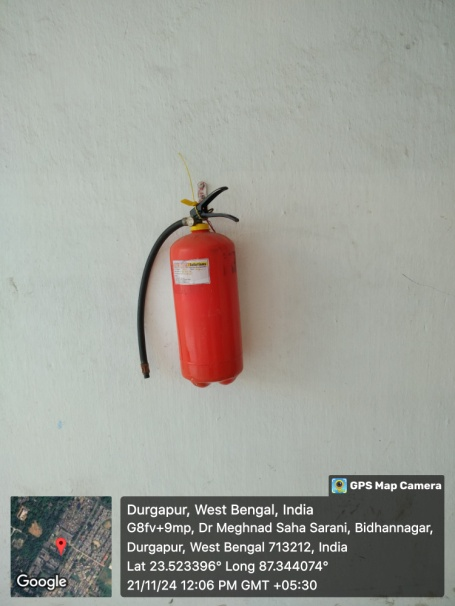 GPS Map Camera
Durgapur, West Bengal, India
G8fv+9mp, Dr Meghnad Saha Sarani, Bidhannagar,
Durgapur, West Bengal 713212, India
Lat 23.523396° Long 87.344074°
21/11/24 12:06 PM GMT +05:30
Google